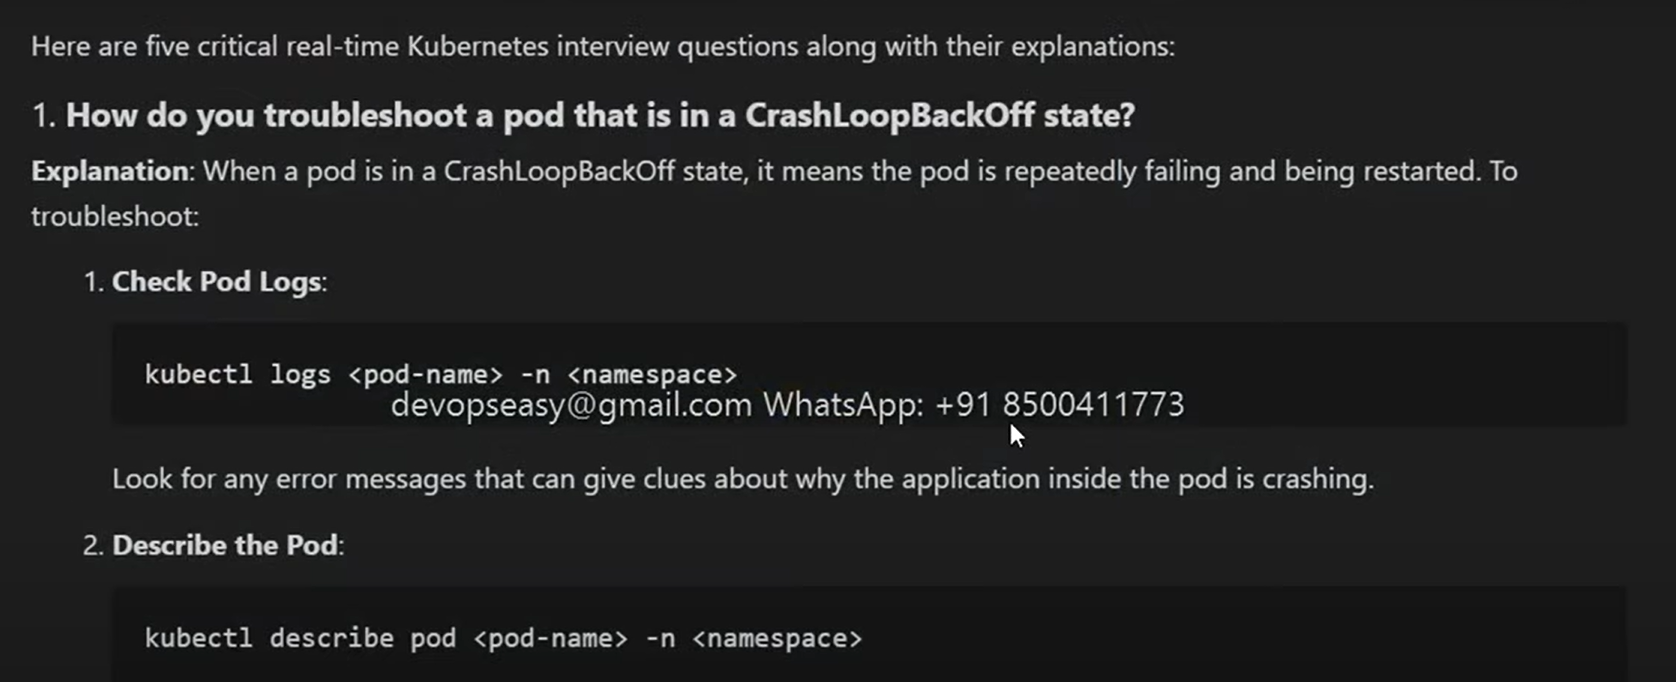 Here are five critical real-time Kubernetes interview questions along with their explanations:
1. How do you troubleshoot a pod that is in a CrashLoopBackOff state?
Explanation: When a pod is in a CrashLoopBackOff state, it means the pod is repeatedly failing and being restarted. To
troubleshoot:
1. Check Pod Logs:
kubectl logs <pod-name> -n <namespace>
devopseasy@gmail.com WhatsApp: +91 8500411773
Look for any error messages that can give clues about why the application inside the pod is crashing.
2. Describe the Pod:
kubectl describe pod <pod-name> -n <namespace>